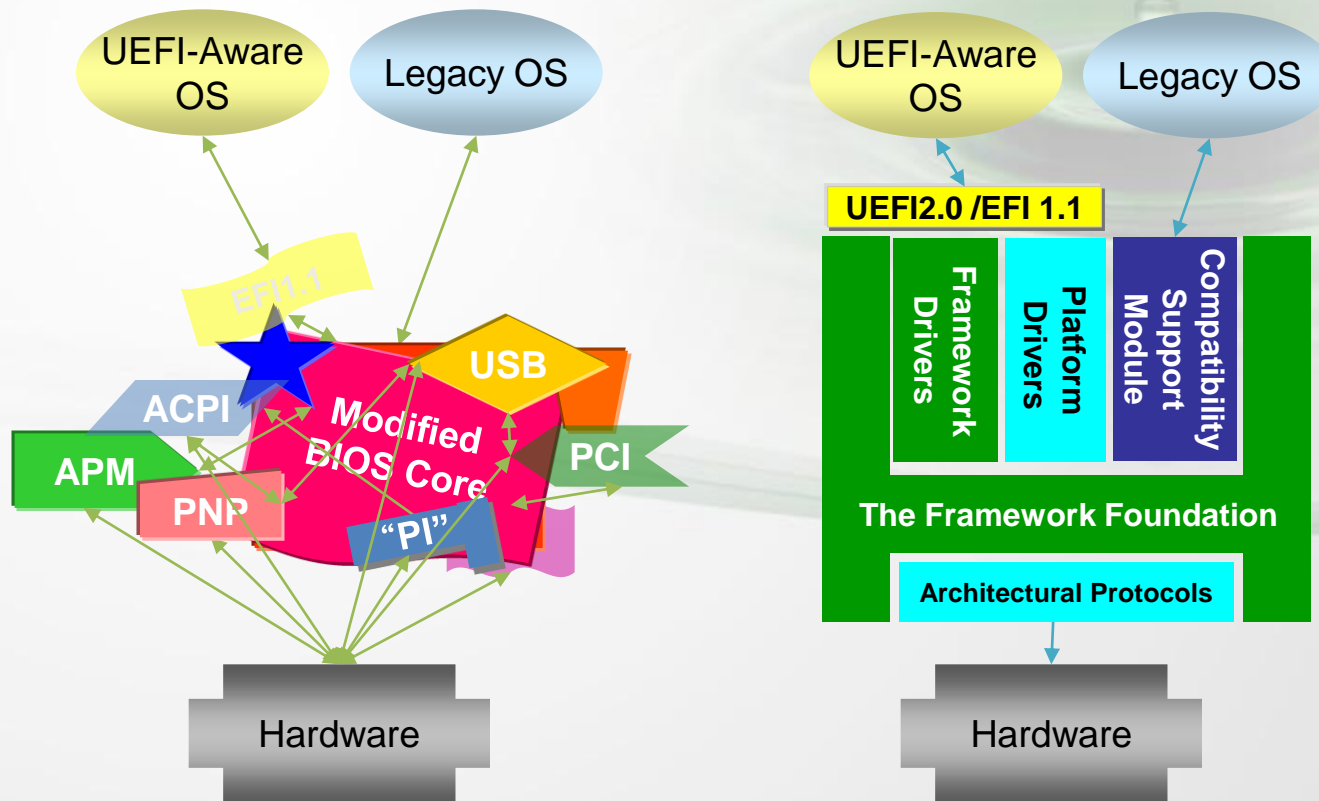 UEFI-Aware
OS
Legacy OS
EFI1.1
USB
ACPI
Modified
BIOS Core
APM
PCI
PNP
“PI”
Hardware
UEFI-Aware
OS
Legacy OS
UEFI2.0 /EFI 1.1
Framework
Drivers
Platform
Drivers
Compatibility
Support
Module
The Framework Foundation
Architectural Protocols
Hardware